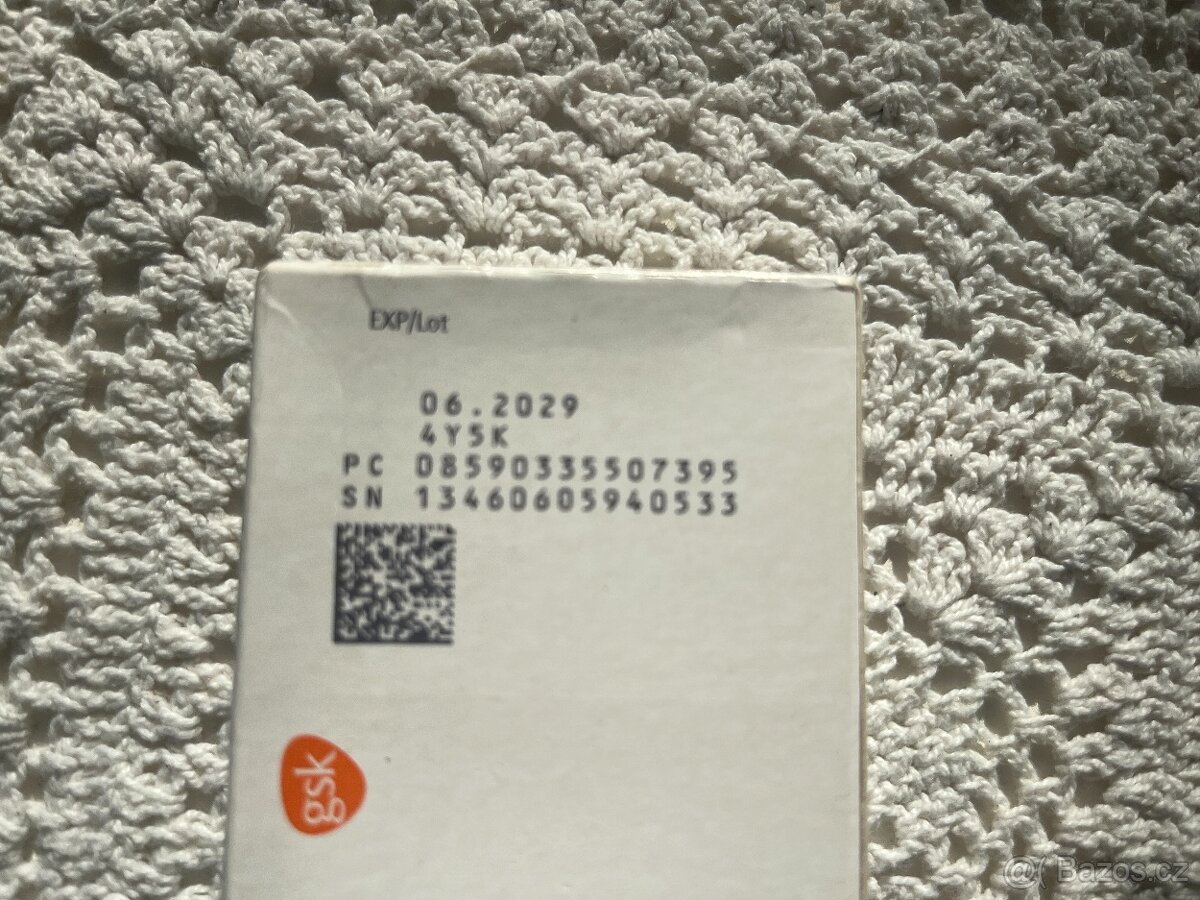 EXP/Lot
06.2029
4Y5K
PC 08590335507395
SN 13460605940533
gsk
@( Bazos.cz